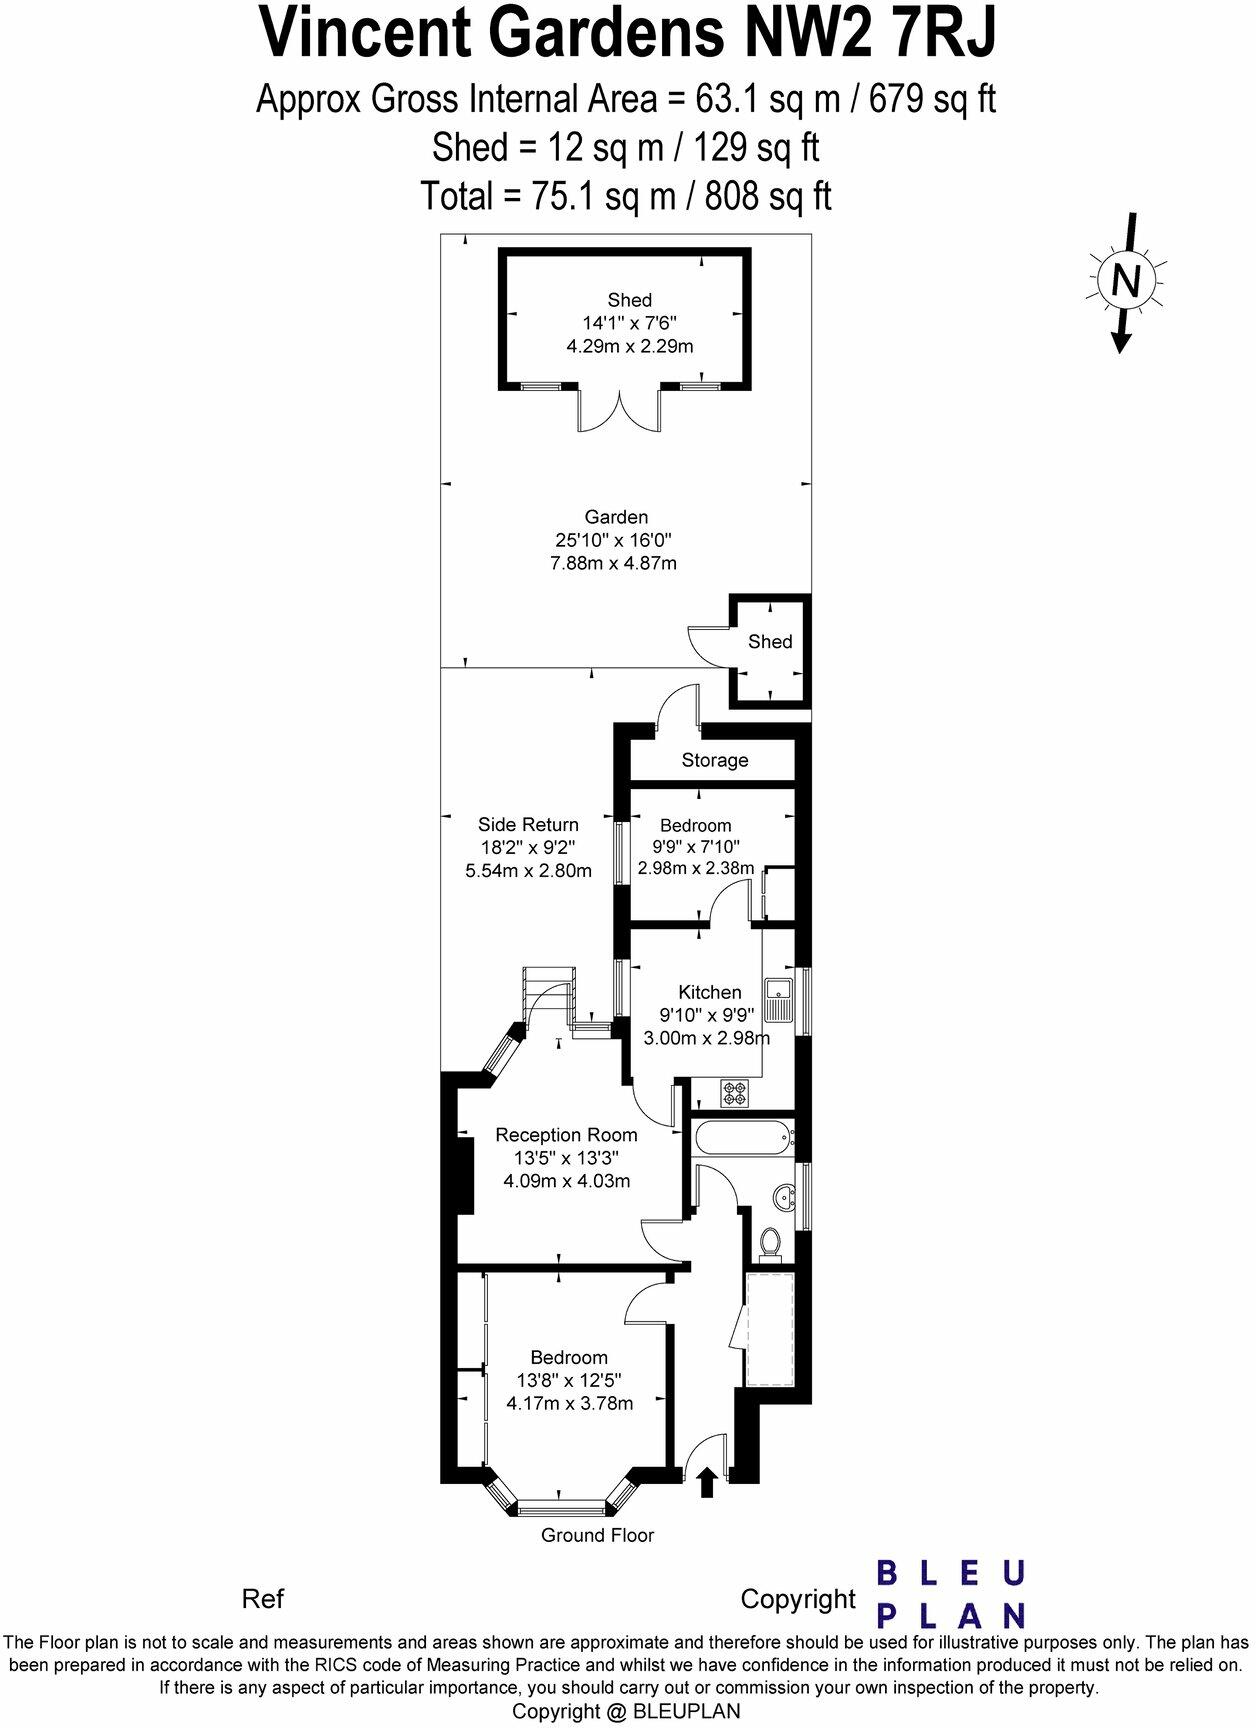 Vincent Gardens NW2 7RJ
Approx Gross Internal Area = 63.1 sq m / 679 sq ft
Shed = 12 sq m / 129 sq ft
Total = 75.1 sq m / 808 sq ft
N
Shed
14'1" x 7'6"
4.29m x 2.29m
Garden
25'10" x 16'0"
7.88m x 4.87m
Shed
Storage
Side Return
18'2" x 9'2"
5.54m x 2.80m
Bedroom
9'9" x 7'10"
2.98m x 2.38m
Kitchen
9'10" x 9'9"
3.00m x 2.98m
Reception Room
13'5" x 13'3"
4.09m x 4.03m
Bedroom
13'8" x 12'5"
4.17m x 3.78m
Ground Floor
Ref
Copyright
BLEU
PLAN
The Floor plan is not to scale and measurements and areas shown are approximate and therefore should be used for illustrative purposes only. The plan has
been prepared in accordance with the RICS code of Measuring Practice and whilst we have confidence in the information produced it must not be relied on.
If there is any aspect of particular importance, you should carry out or commission your own inspection of the property.
Copyright @ BLEUPLAN